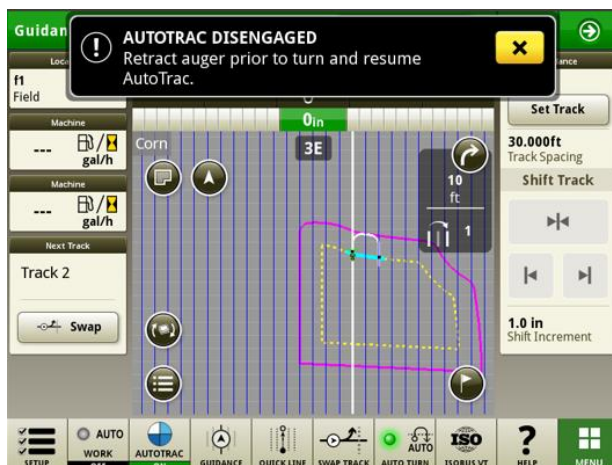 Guidan
AUTOTRAC DISENGAGED
Retract auger prior to turn and resume
AutoTrac.
f1
Field
Machine
--- gal/h
Machine
--- gal/h
Next Track
Track 2
Swap
0in
Corn
3E
10
ft
1
Set Track
30.000ft
Track Spacing
Shift Track
1.0 in
Shift Increment
SETUP
AUTO
WORK
OFF
AUTOTRAC
ON
GUIDANCE
QUICK LINE
SWAP TRACK
AUTO
AUTO TURN
ISO
ISOBUS VT
?
HELP
MENU